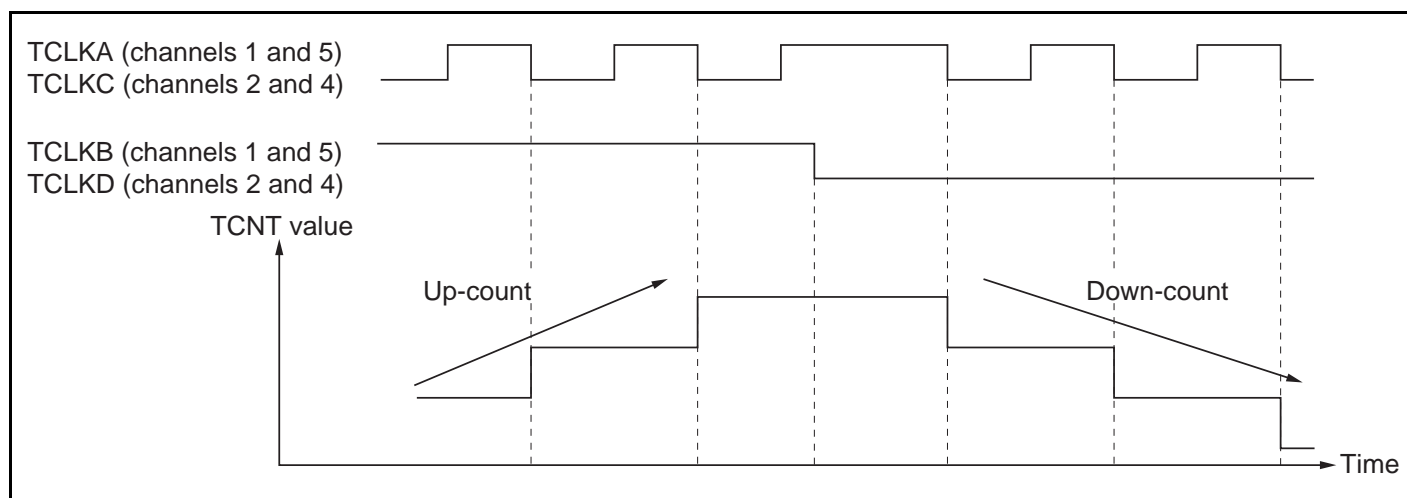 TCLKA (channels 1 and 5)
TCLKC (channels 2 and 4)
TCLKB (channels 1 and 5)
TCLKD (channels 2 and 4)
TCNT value
Up-count
Down-count
Time